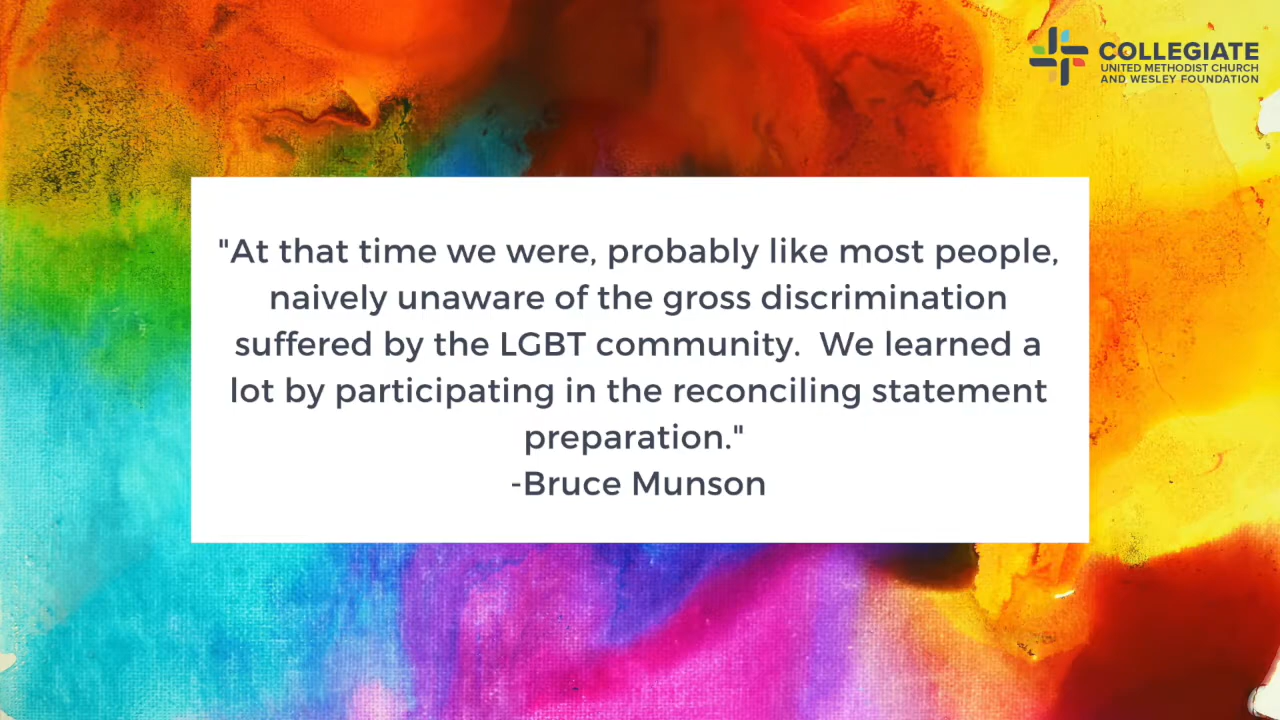 COLLEGIATE
UNITED METHODIST CHURCH
AND WESLEY FOUNDATION
"At that time we were, probably like most people,
naively unaware of the gross discrimination
suffered by the LGBT community.  We learned a
lot by participating in the reconciling statement
preparation."
-Bruce Munson